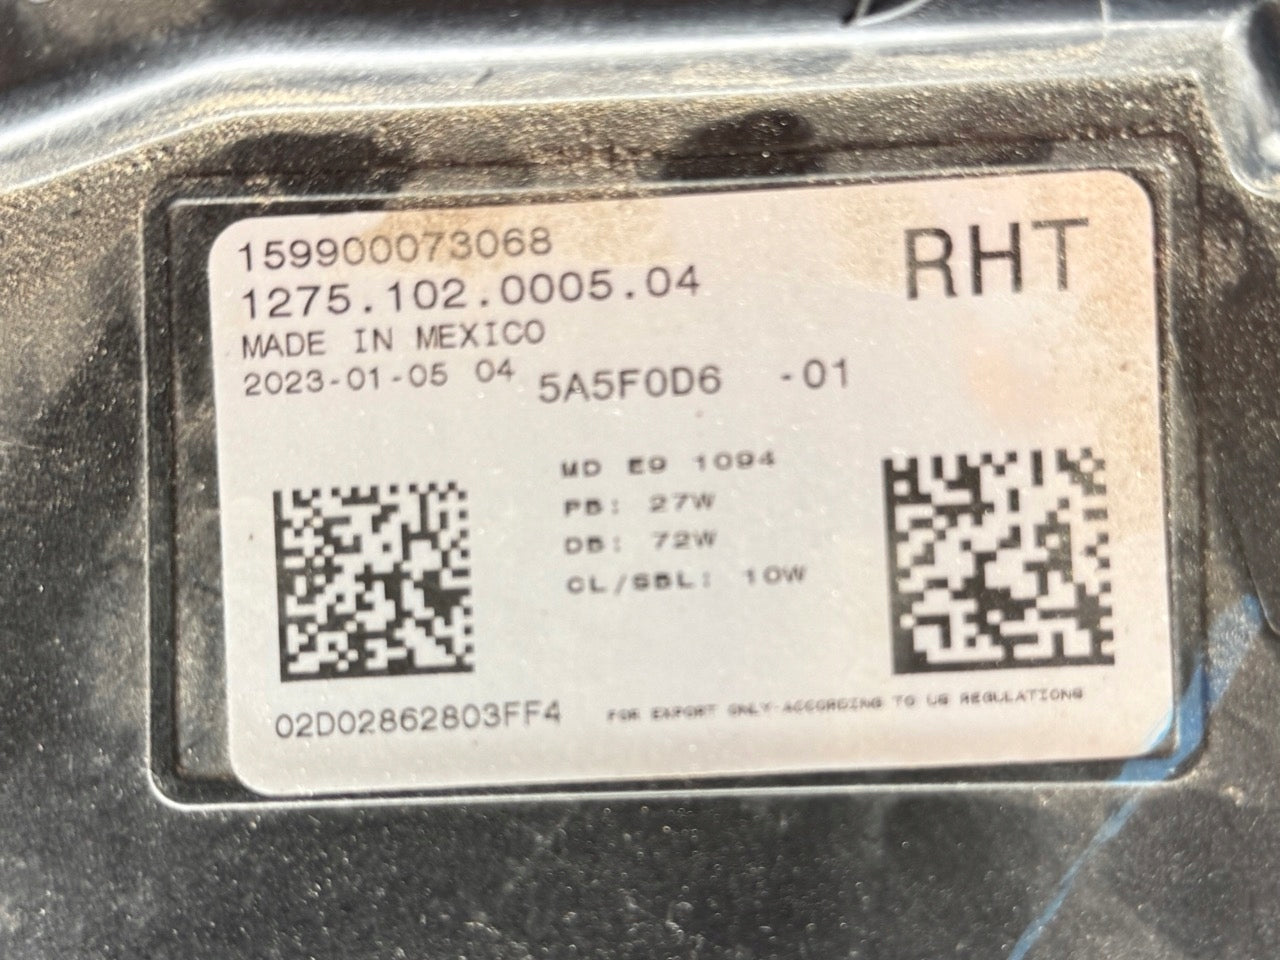 159900073068
RHT
1275.102.0005.04
MADE IN MEXICO
2023-01-05 04 5A5F0D6 -01
MD E9 1094
PB: 27W
DB: 72W
CL/SBL: 10W
02D02862803FF4
FOR EXPORT ONLY-ACCORDING TO US REGULATIONS